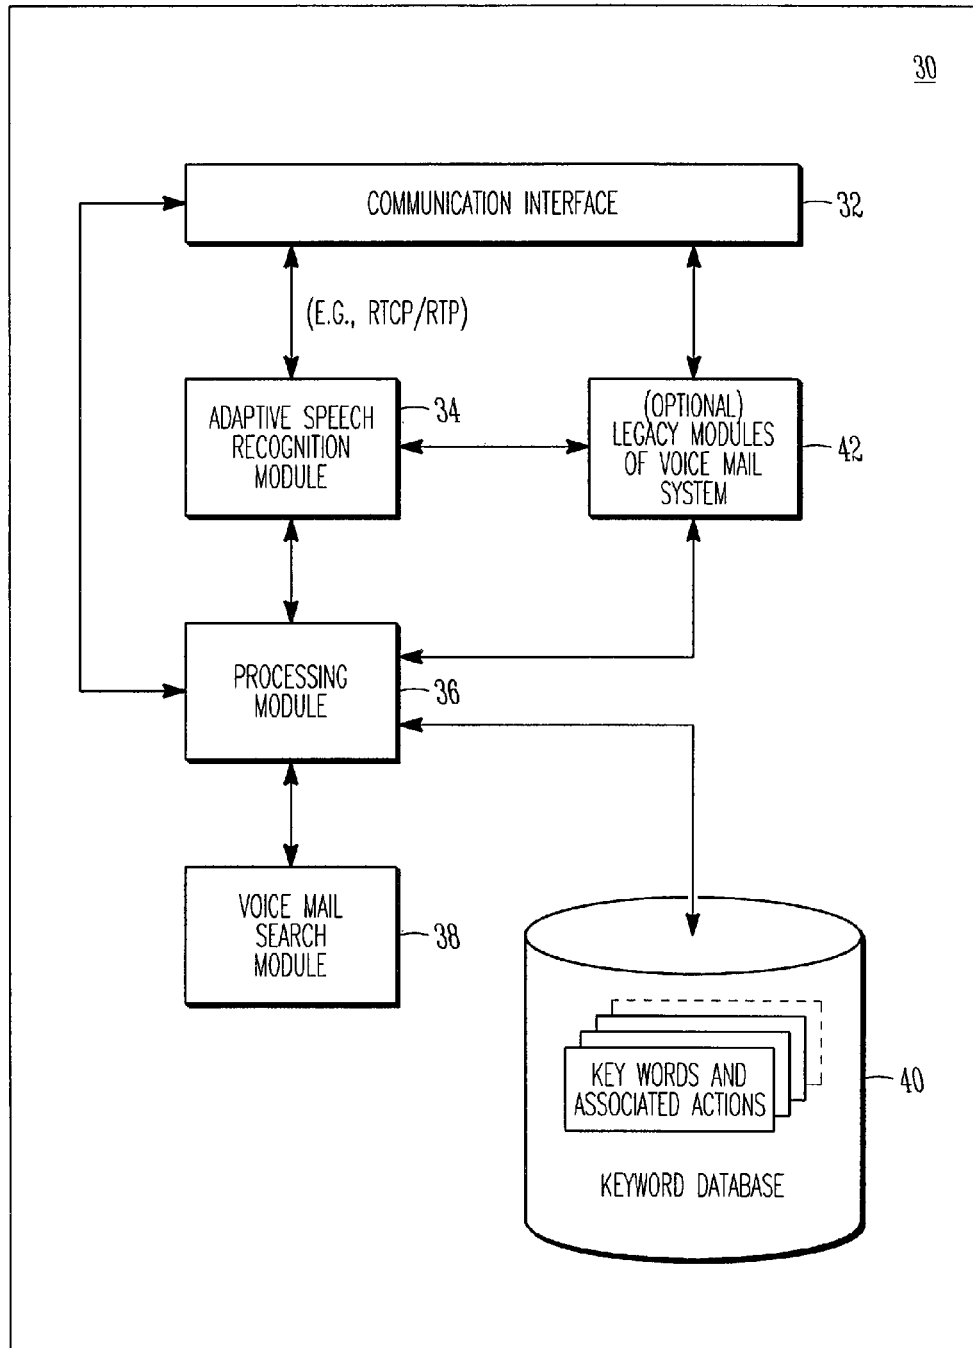 30
COMMUNICATION INTERFACE
32
(E.G., RTCP/RTP)
ADAPTIVE SPEECH
RECOGNITION
MODULE
34
(OPTIONAL)
LEGACY MODULES
OF VOICE MAIL
SYSTEM
42
PROCESSING
MODULE
36
VOICE MAIL
SEARCH
MODULE
38
KEY WORDS AND
ASSOCIATED ACTIONS
40
KEYWORD DATABASE